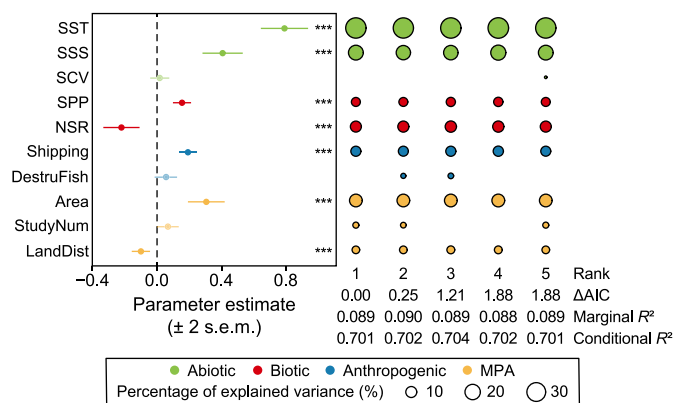 SST ***
SSS ***
SCV
SPP ***
NSR ***
Shipping ***
DestruFish
Area ***
StudyNum
LandDist ***
−0.4 0.0 0.4 0.8
Parameter estimate
(± 2 s.e.m.)
1 2 3 4 5 Rank
0.00 0.25 1.21 1.88 1.88 ΔAIC
0.089 0.090 0.089 0.088 0.089 Marginal R²
0.701 0.702 0.704 0.702 0.701 Conditional R²
Abiotic Biotic Anthropogenic MPA
Percentage of explained variance (%) 10 20 30